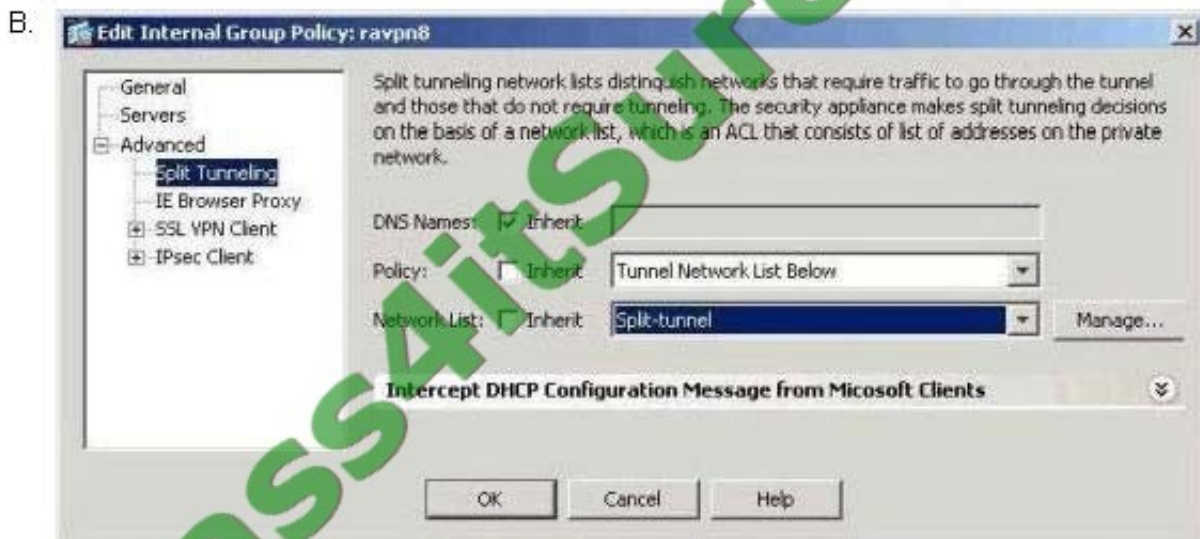 B.
Edit Internal Group Policy: ravpn8
General
Servers
Advanced
Split Tunneling
IE Browser Proxy
SSL VPN Client
IPsec Client
Split tunneling network lists distinguish networks that require traffic to go through the tunnel
and those that do not require tunneling. The security appliance makes split tunneling decisions
on the basis of a network list, which is an ACL that consists of list of addresses on the private
network.
DNS Names: Inherit
Policy: Inherit Tunnel Network List Below
Network List: Inherit Split-tunnel Manage...
Intercept DHCP Configuration Message from Micosoft Clients
OK Cancel Help
ass4itSure